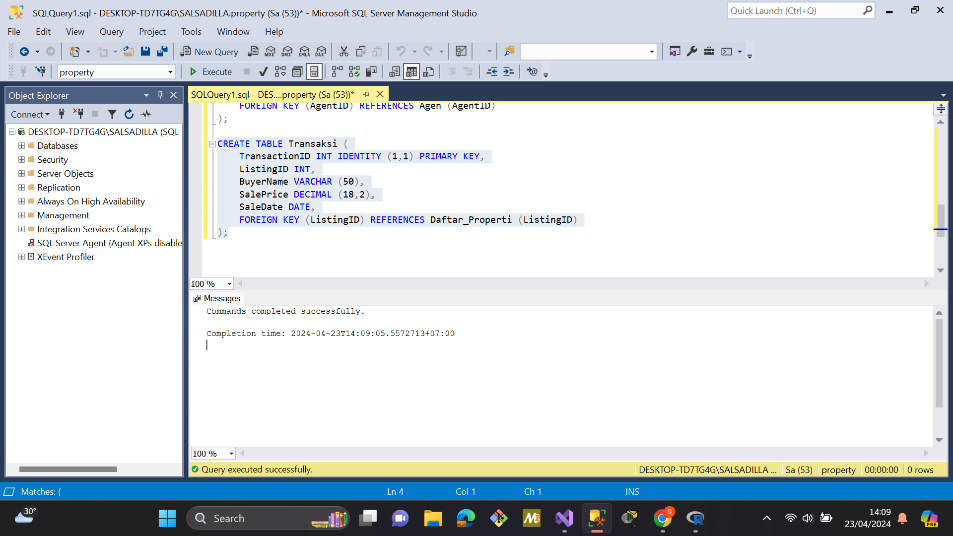 SQLQuery1.sql - DESKTOP-TD7TG4G\SALSADILLA.property (Sa (53))* - Microsoft SQL Server Management Studio
Quick Launch (Ctrl+Q)
File Edit View Query Project Tools Window Help
New Query
MDX DMX XMLA DAX
property
Execute
Object Explorer
SQLQuery1.sql - DES....property (Sa (53))*
Connect
DESKTOP-TD7TG4G\SALSADILLA (SQL
Databases
Security
Server Objects
Replication
Always On High Availability
Management
Integration Services Catalogs
SQL Server Agent (Agent XPs disable
XEvent Profiler
FOREIGN KEY (AgentID) REFERENCES Agen (AgentID)
);
CREATE TABLE Transaksi (
TransactionID INT IDENTITY (1,1) PRIMARY KEY,
ListingID INT,
BuyerName VARCHAR (50),
SalePrice DECIMAL (18,2),
SaleDate DATE,
FOREIGN KEY (ListingID) REFERENCES Daftar_Properti (ListingID)
);
100 %
Messages
Commands completed successfully.
Completion time: 2024-04-23T14:09:05.5572713+07:00
100 %
Query executed successfully.
DESKTOP-TD7TG4G\SALSADILLA ... Sa (53) property 00:00:00 0 rows
Matches: (
Ln 4 Col 1 Ch 1 INS
30°
Search
14:09
23/04/2024
PRE